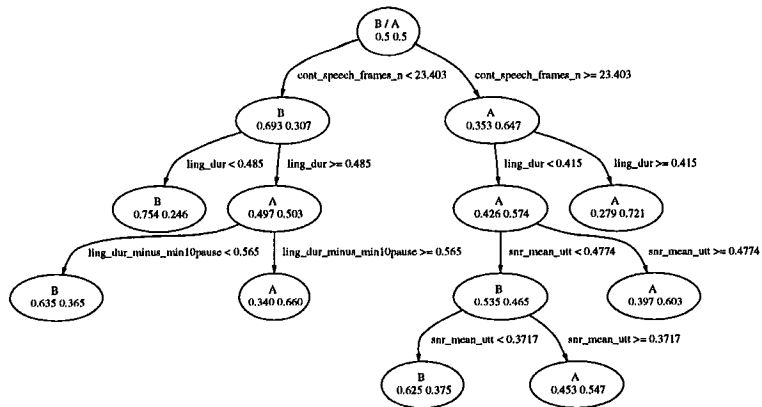 B / A
0.5 0.5
cont_speech_frames_n < 23.403
cont_speech_frames_n >= 23.403
B
0.693 0.307
A
0.353 0.647
ling_dur < 0.485
ling_dur >= 0.485
ling_dur < 0.415
ling_dur >= 0.415
B
0.754 0.246
A
0.497 0.503
A
0.426 0.574
A
0.279 0.721
ling_dur_minus_min10pause < 0.565
ling_dur_minus_min10pause >= 0.565
snr_mean_utt < 0.4774
snr_mean_utt >= 0.4774
B
0.635 0.365
A
0.340 0.660
B
0.535 0.465
A
0.397 0.603
snr_mean_utt < 0.3717
snr_mean_utt >= 0.3717
B
0.625 0.375
A
0.453 0.547